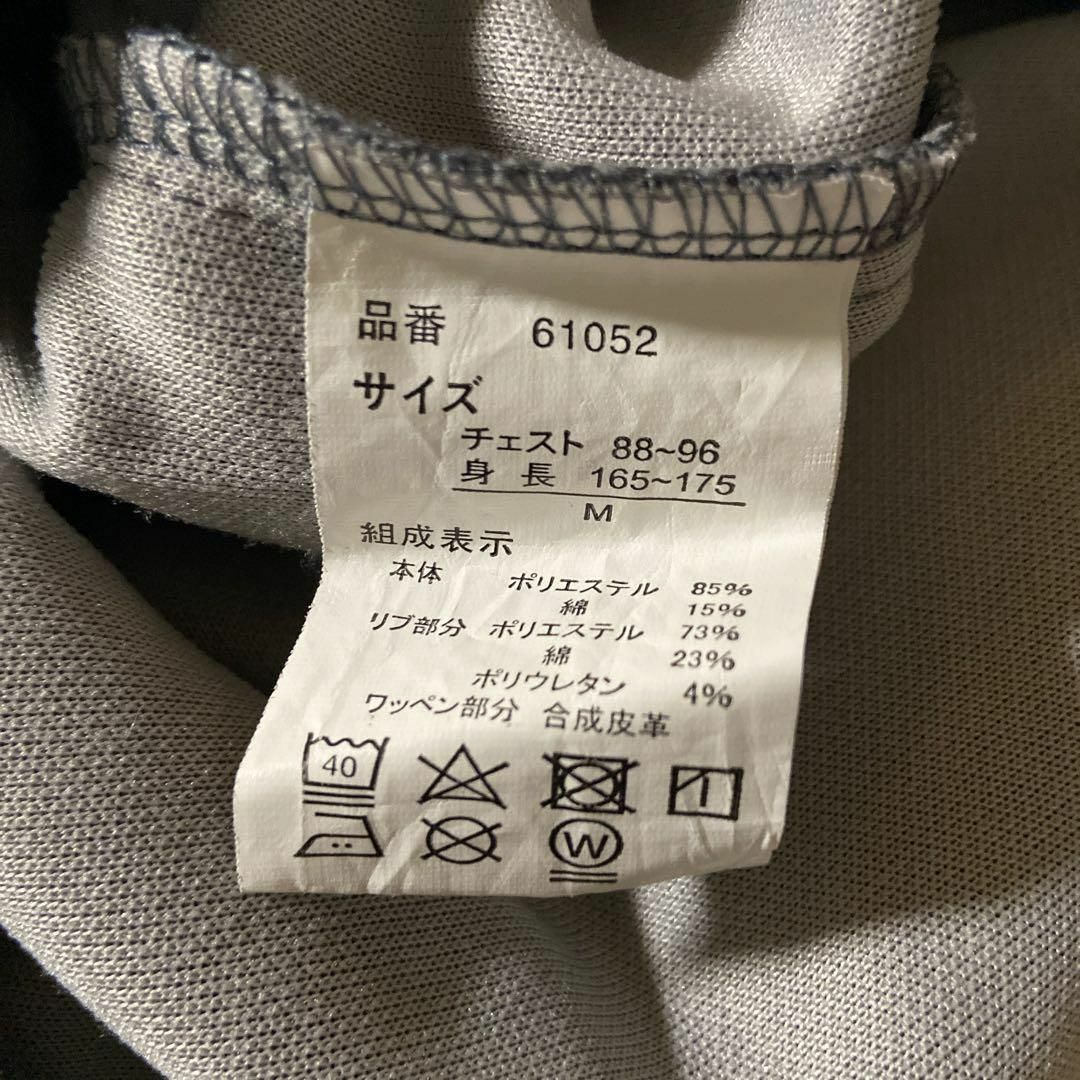 品番 61052
サイズ
チェスト 88~96
身長 165~175
M
組成表示
本体 ポリエステル 85%
綿 15%
リブ部分 ポリエステル 73%
綿 23%
ポリウレタン 4%
ワッペン部分 合成皮革
40
W